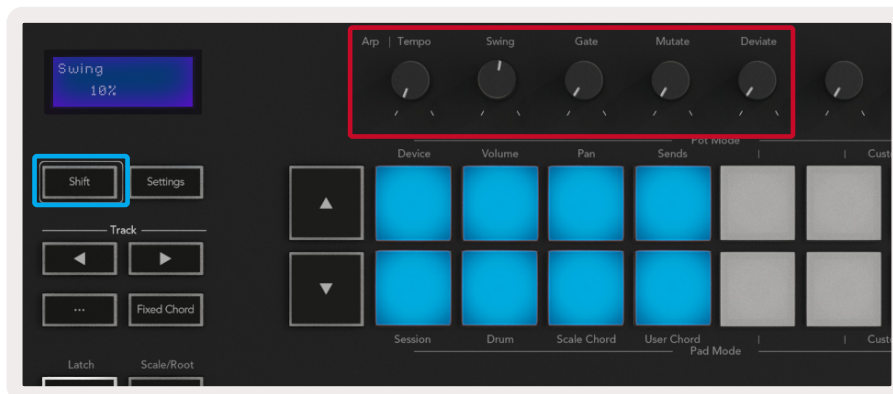 Swing
10%
Arp | Tempo
Swing
Gate
Mutate
Deviate
Pot Mode
Device
Volume
Pan
Sends
Shift
Settings
Track
...
Fixed Chord
Session
Drum
Scale Chord
User Chord
Pad Mode
Latch
Scale/Root